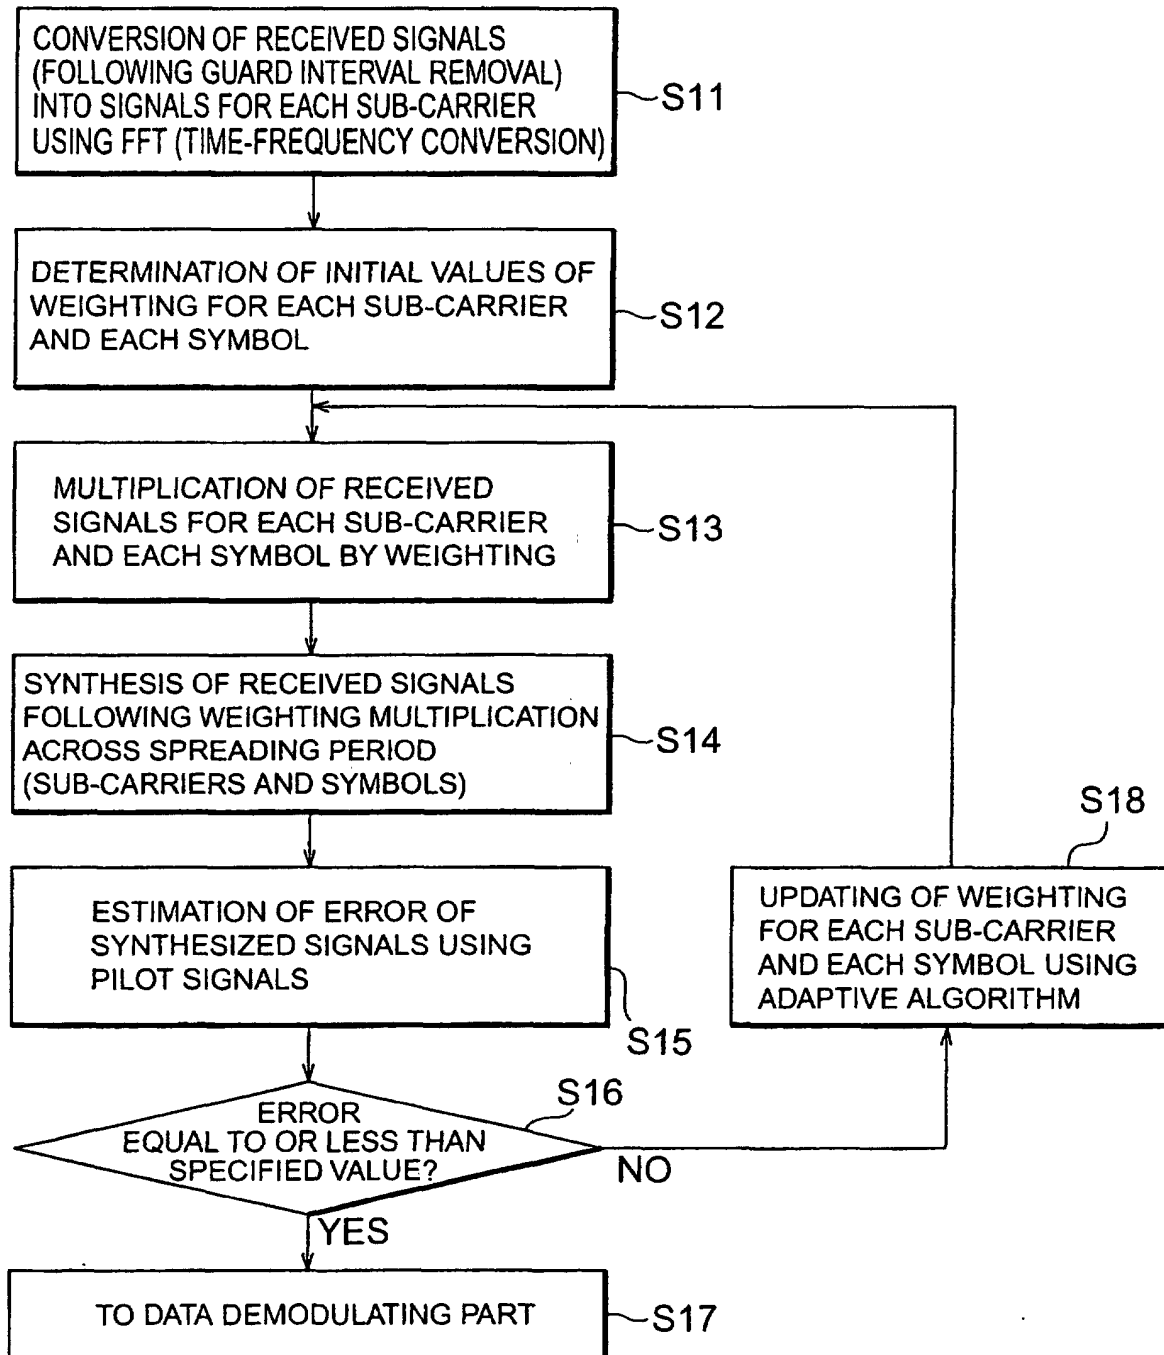 CONVERSION OF RECEIVED SIGNALS
(FOLLOWING GUARD INTERVAL REMOVAL)
INTO SIGNALS FOR EACH SUB-CARRIER
USING FFT (TIME-FREQUENCY CONVERSION)
S11
DETERMINATION OF INITIAL VALUES OF
WEIGHTING FOR EACH SUB-CARRIER
AND EACH SYMBOL
S12
MULTIPLICATION OF RECEIVED
SIGNALS FOR EACH SUB-CARRIER
AND EACH SYMBOL BY WEIGHTING
S13
SYNTHESIS OF RECEIVED SIGNALS
FOLLOWING WEIGHTING MULTIPLICATION
ACROSS SPREADING PERIOD
(SUB-CARRIERS AND SYMBOLS)
S14
ESTIMATION OF ERROR OF
SYNTHESIZED SIGNALS USING
PILOT SIGNALS
S15
S18
UPDATING OF WEIGHTING
FOR EACH SUB-CARRIER
AND EACH SYMBOL USING
ADAPTIVE ALGORITHM
S16
ERROR
EQUAL TO OR LESS THAN
SPECIFIED VALUE?
NO
YES
TO DATA DEMODULATING PART
S17